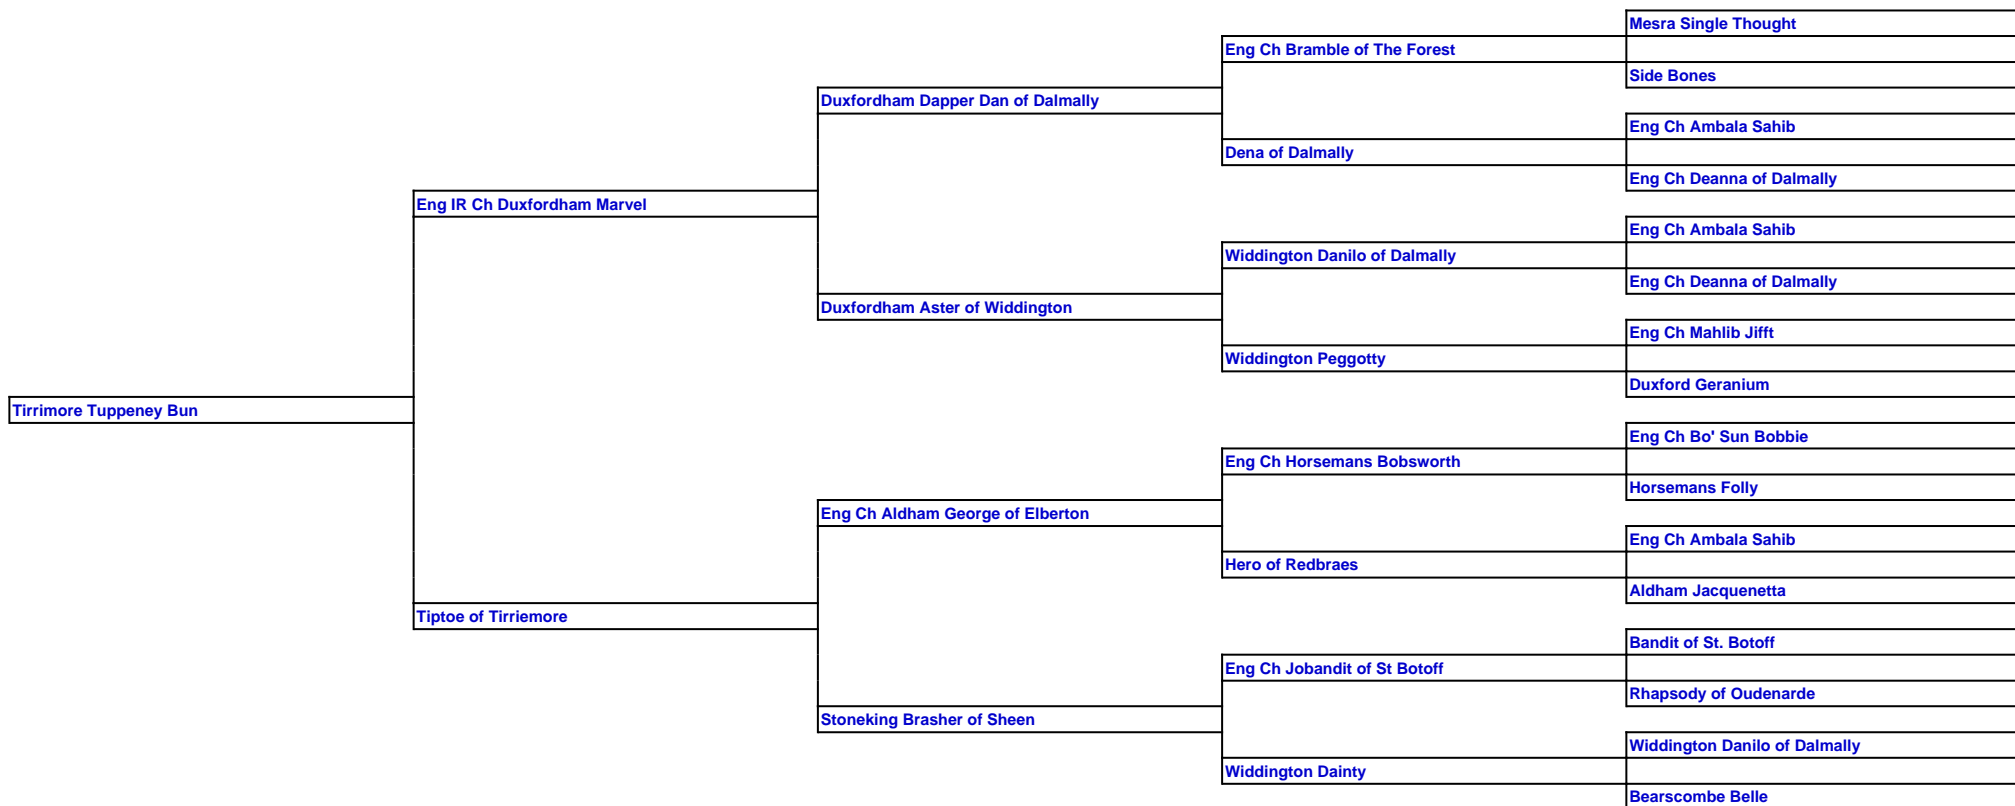 Mesra Single Thought
Eng Ch Bramble of The Forest
Side Bones
Duxfordham Dapper Dan of Dalmally
Eng Ch Ambala Sahib
Dena of Dalmally
Eng Ch Deanna of Dalmally
Eng IR Ch Duxfordham Marvel
Eng Ch Ambala Sahib
Widdington Danilo of Dalmally
Eng Ch Deanna of Dalmally
Duxfordham Aster of Widdington
Eng Ch Mahlib Jifft
Widdington Peggotty
Duxford Geranium
Tirrimore Tuppeney Bun
Eng Ch Bo' Sun Bobbie
Eng Ch Horsemans Bobsworth
Horsemans Folly
Eng Ch Aldham George of Elberton
Eng Ch Ambala Sahib
Hero of Redbraes
Aldham Jacquenetta
Tiptoe of Tirriemore
Bandit of St. Botoff
Eng Ch Jobandit of St Botoff
Rhapsody of Oudenarde
Stoneking Brasher of Sheen
Widdington Danilo of Dalmally
Widdington Dainty
Bearscombe Belle